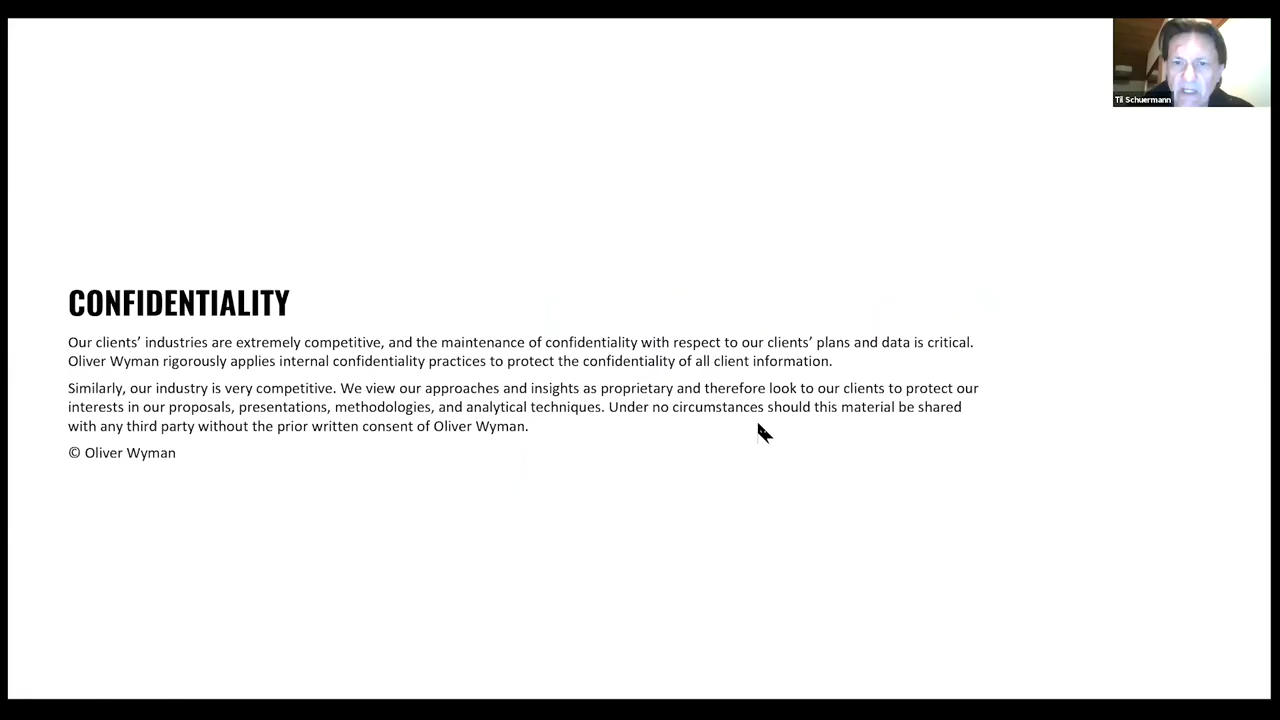 Til Schuermann
CONFIDENTIALITY
Our clients’ industries are extremely competitive, and the maintenance of confidentiality with respect to our clients’ plans and data is critical.
Oliver Wyman rigorously applies internal confidentiality practices to protect the confidentiality of all client information.
Similarly, our industry is very competitive. We view our approaches and insights as proprietary and therefore look to our clients to protect our
interests in our proposals, presentations, methodologies, and analytical techniques. Under no circumstances should this material be shared
with any third party without the prior written consent of Oliver Wyman.
© Oliver Wyman